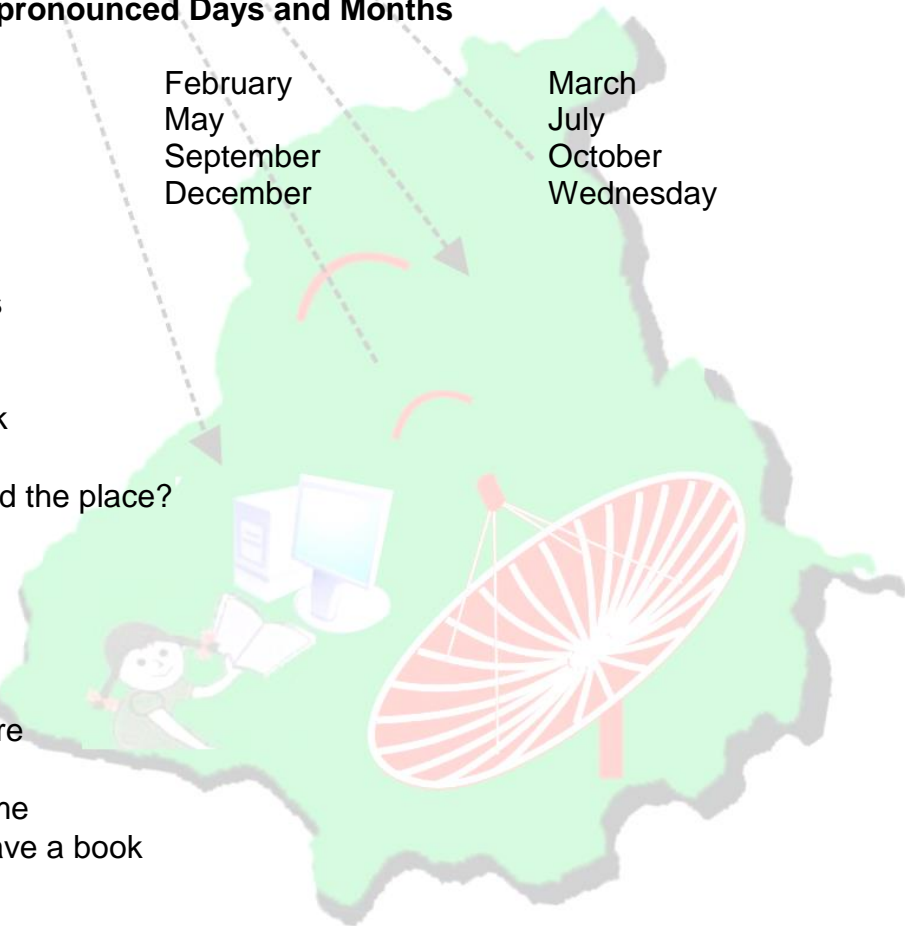 pronounced Days and Months
February March
May July
September October
December Wednesday
d the place?
re
ne
ave a book